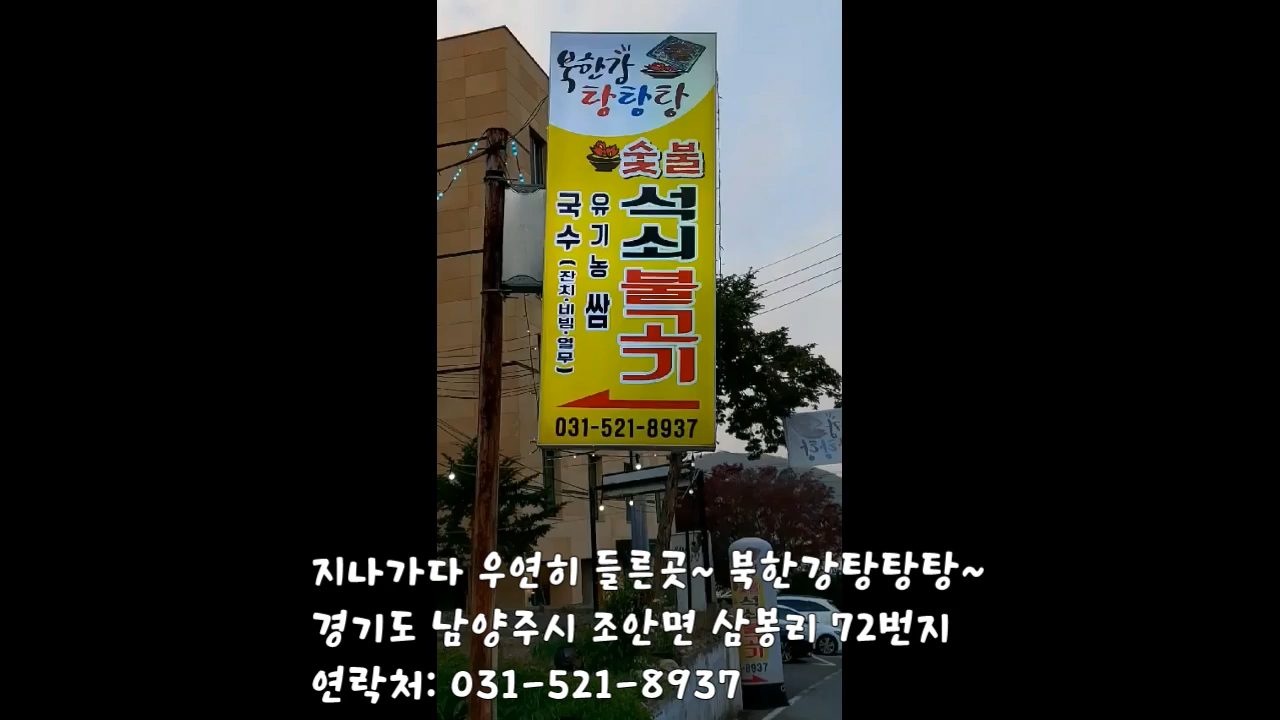 북한강
탕탕탕
숯불
석쇠불고기
유기농 쌈
국수(잔치·비빔·열무)
031-521-8937
지나가다 우연히 들른곳~ 북한강탕탕탕~
경기도 남양주시 조안면 삼봉리 72번지
연락처: 031-521-8937